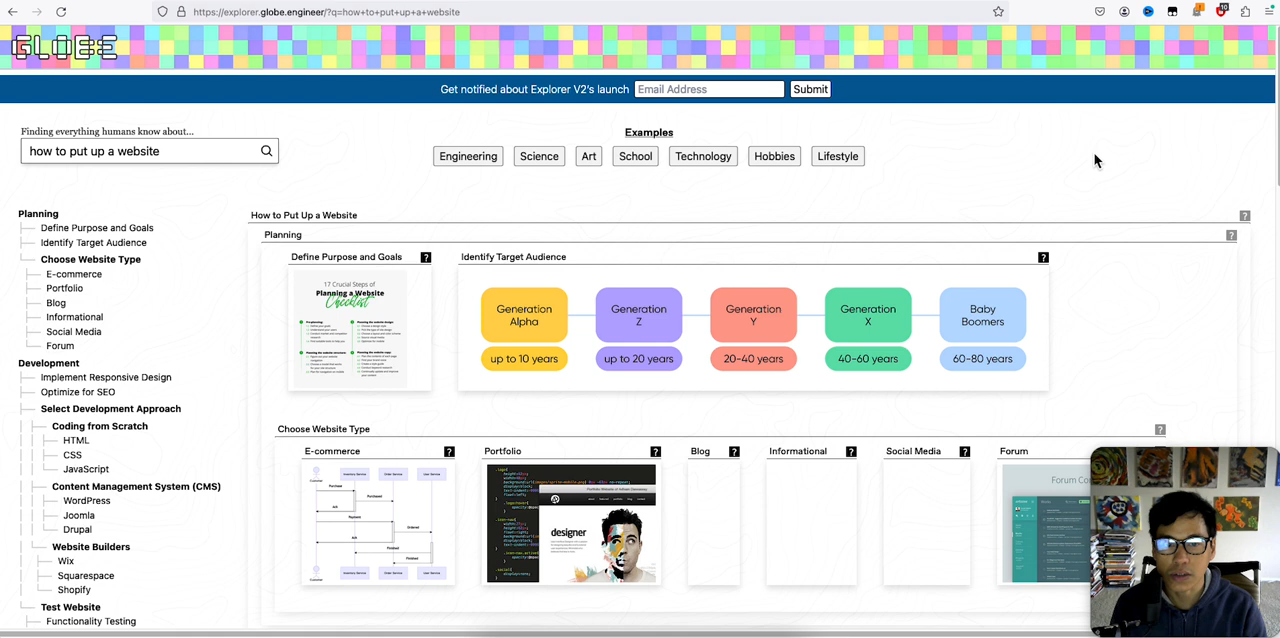 https://explorer.globe.engineer/?q=how+to+put+up+a+website
10
GLOBE
Get notified about Explorer V2's launch
Email Address
Submit
Finding everything humans know about...
how to put up a website
Examples
Engineering
Science
Art
School
Technology
Hobbies
Lifestyle
Planning
Define Purpose and Goals
Identify Target Audience
Choose Website Type
E-commerce
Portfolio
Blog
Informational
Social Media
Forum
Development
Implement Responsive Design
Optimize for SEO
Select Development Approach
Coding from Scratch
HTML
CSS
JavaScript
Content Management System (CMS)
WordPress
Joomla
Drupal
Website Builders
Wix
Squarespace
Shopify
Test Website
Functionality Testing
How to Put Up a Website
?
Planning
?
Define Purpose and Goals
?
17 Crucial Steps of
Planning a Website
Checklist
Identify Target Audience
?
Generation
Alpha
up to 10 years
Generation
Z
up to 20 years
Generation
Y
20-40 years
Generation
X
40-60 years
Baby
Boomers
60-80 years
Choose Website Type
?
E-commerce
?
Portfolio
?
designer
Blog
?
Informational
?
Social Media
?
Forum